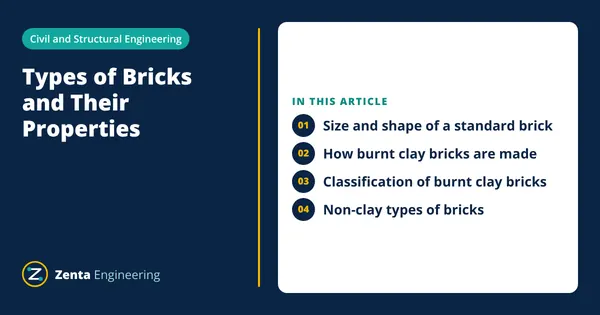 Civil and Structural Engineering
Types of Bricks
and Their
Properties
Zenta Engineering
IN THIS ARTICLE
01 Size and shape of a standard brick
02 How burnt clay bricks are made
03 Classification of burnt clay bricks
04 Non-clay types of bricks